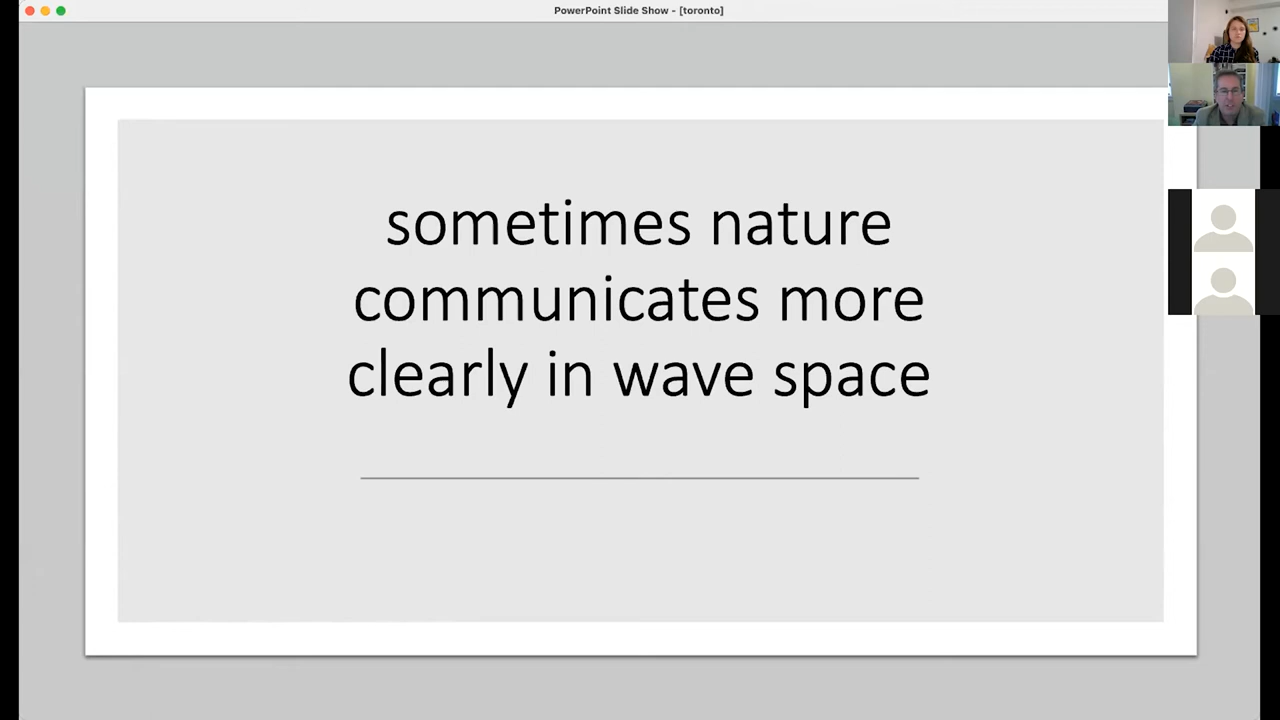 PowerPoint Slide Show - [toronto]
sometimes nature
communicates more
clearly in wave space